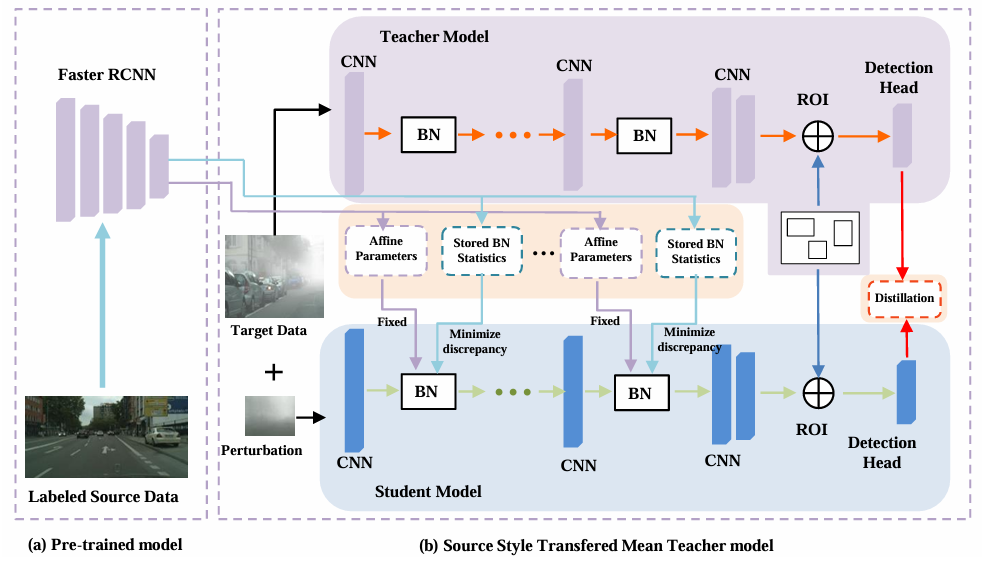 Teacher Model
Faster RCNN
CNN
BN
CNN
BN
CNN
ROI
Detection
Head
Affine
Parameters
Stored BN
Statistics
Affine
Parameters
Stored BN
Statistics
Target Data
Fixed
Minimize
discrepancy
Fixed
Minimize
discrepancy
Distillation
+
BN
BN
Perturbation
CNN
CNN
CNN
ROI
Detection
Head
Student Model
Labeled Source Data
(a) Pre-trained model
(b) Source Style Transfered Mean Teacher model